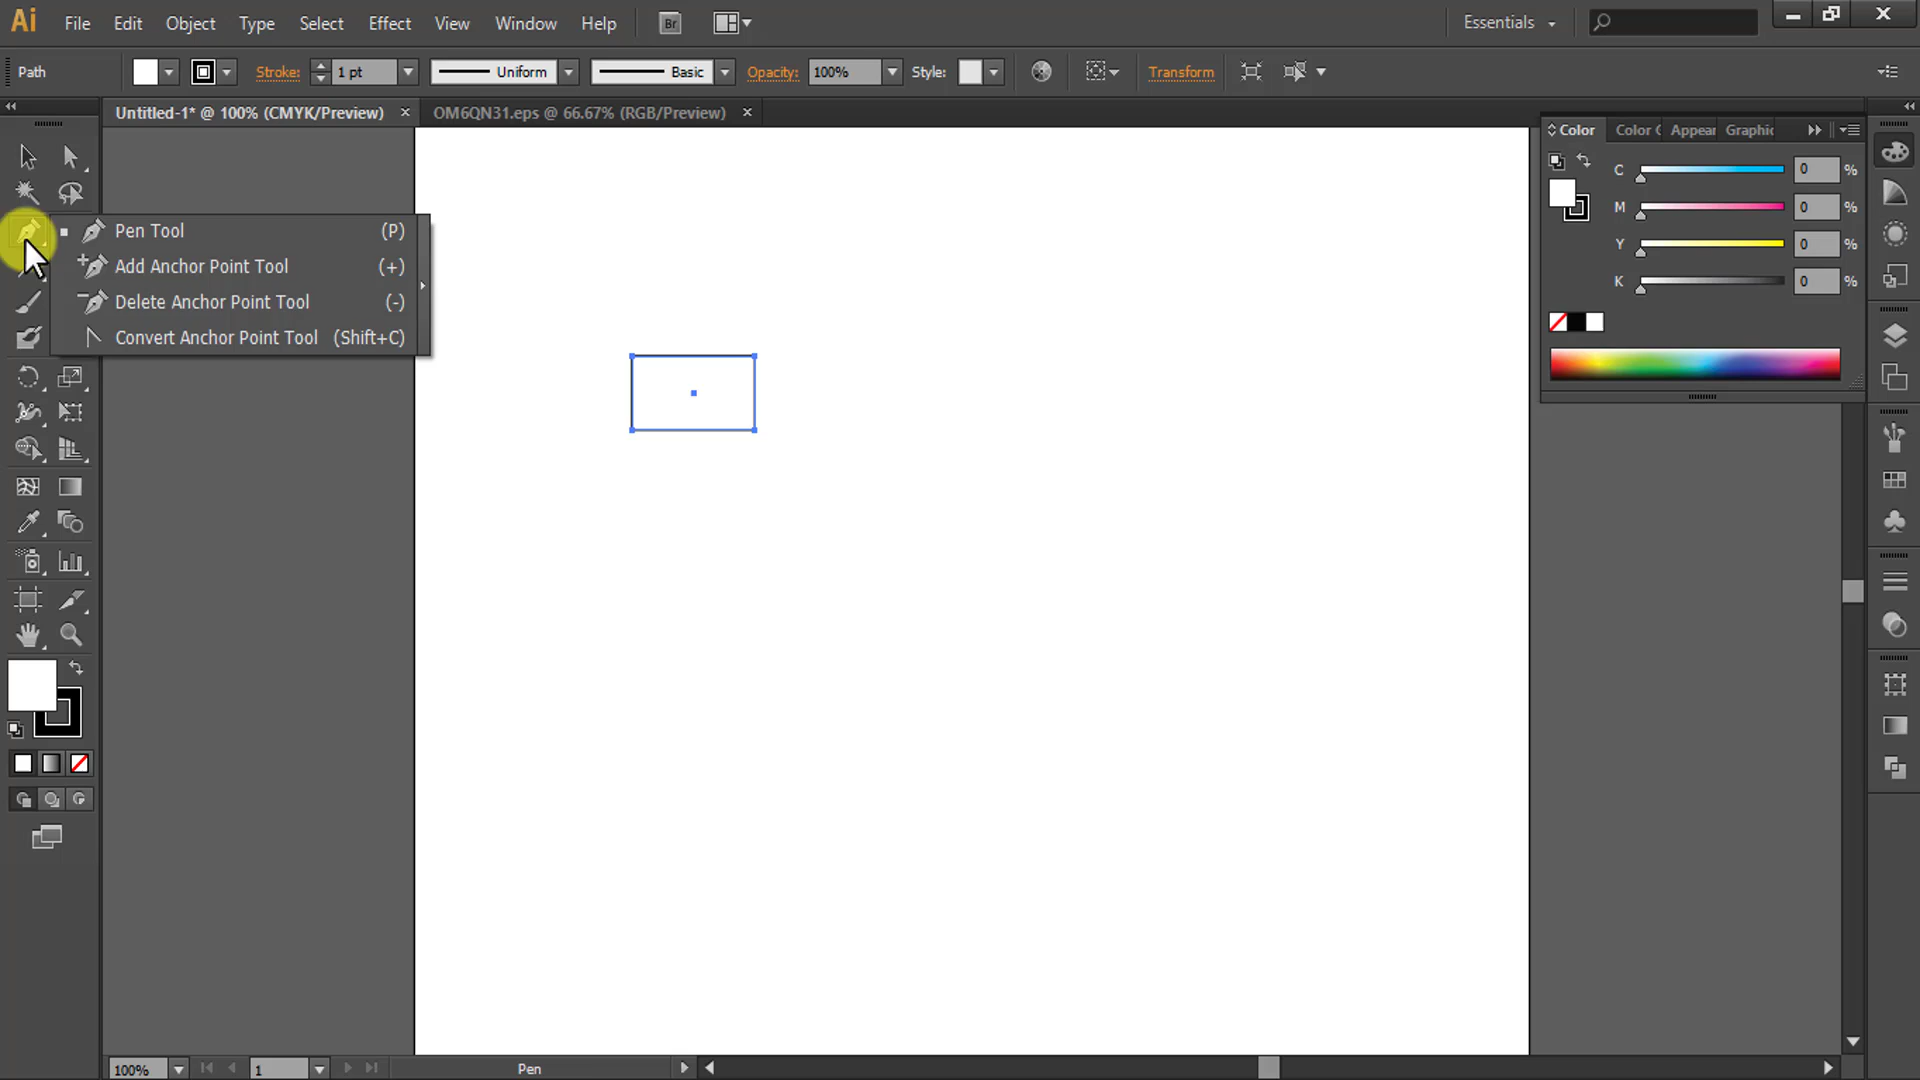 Ai File Edit Object Type Select Effect View Window Help Br Essentials
Path Stroke: 1 pt Uniform Basic Opacity: 100% Style: Transform
Untitled-1* @ 100% (CMYK/Preview) OM6QN31.eps @ 66.67% (RGB/Preview)
Color Color G Appear Graphic
C 0 %
M 0 %
Y 0 %
K 0 %
Pen Tool (P)
Add Anchor Point Tool (+)
Delete Anchor Point Tool (-)
Convert Anchor Point Tool (Shift+C)
100% 1 Pen